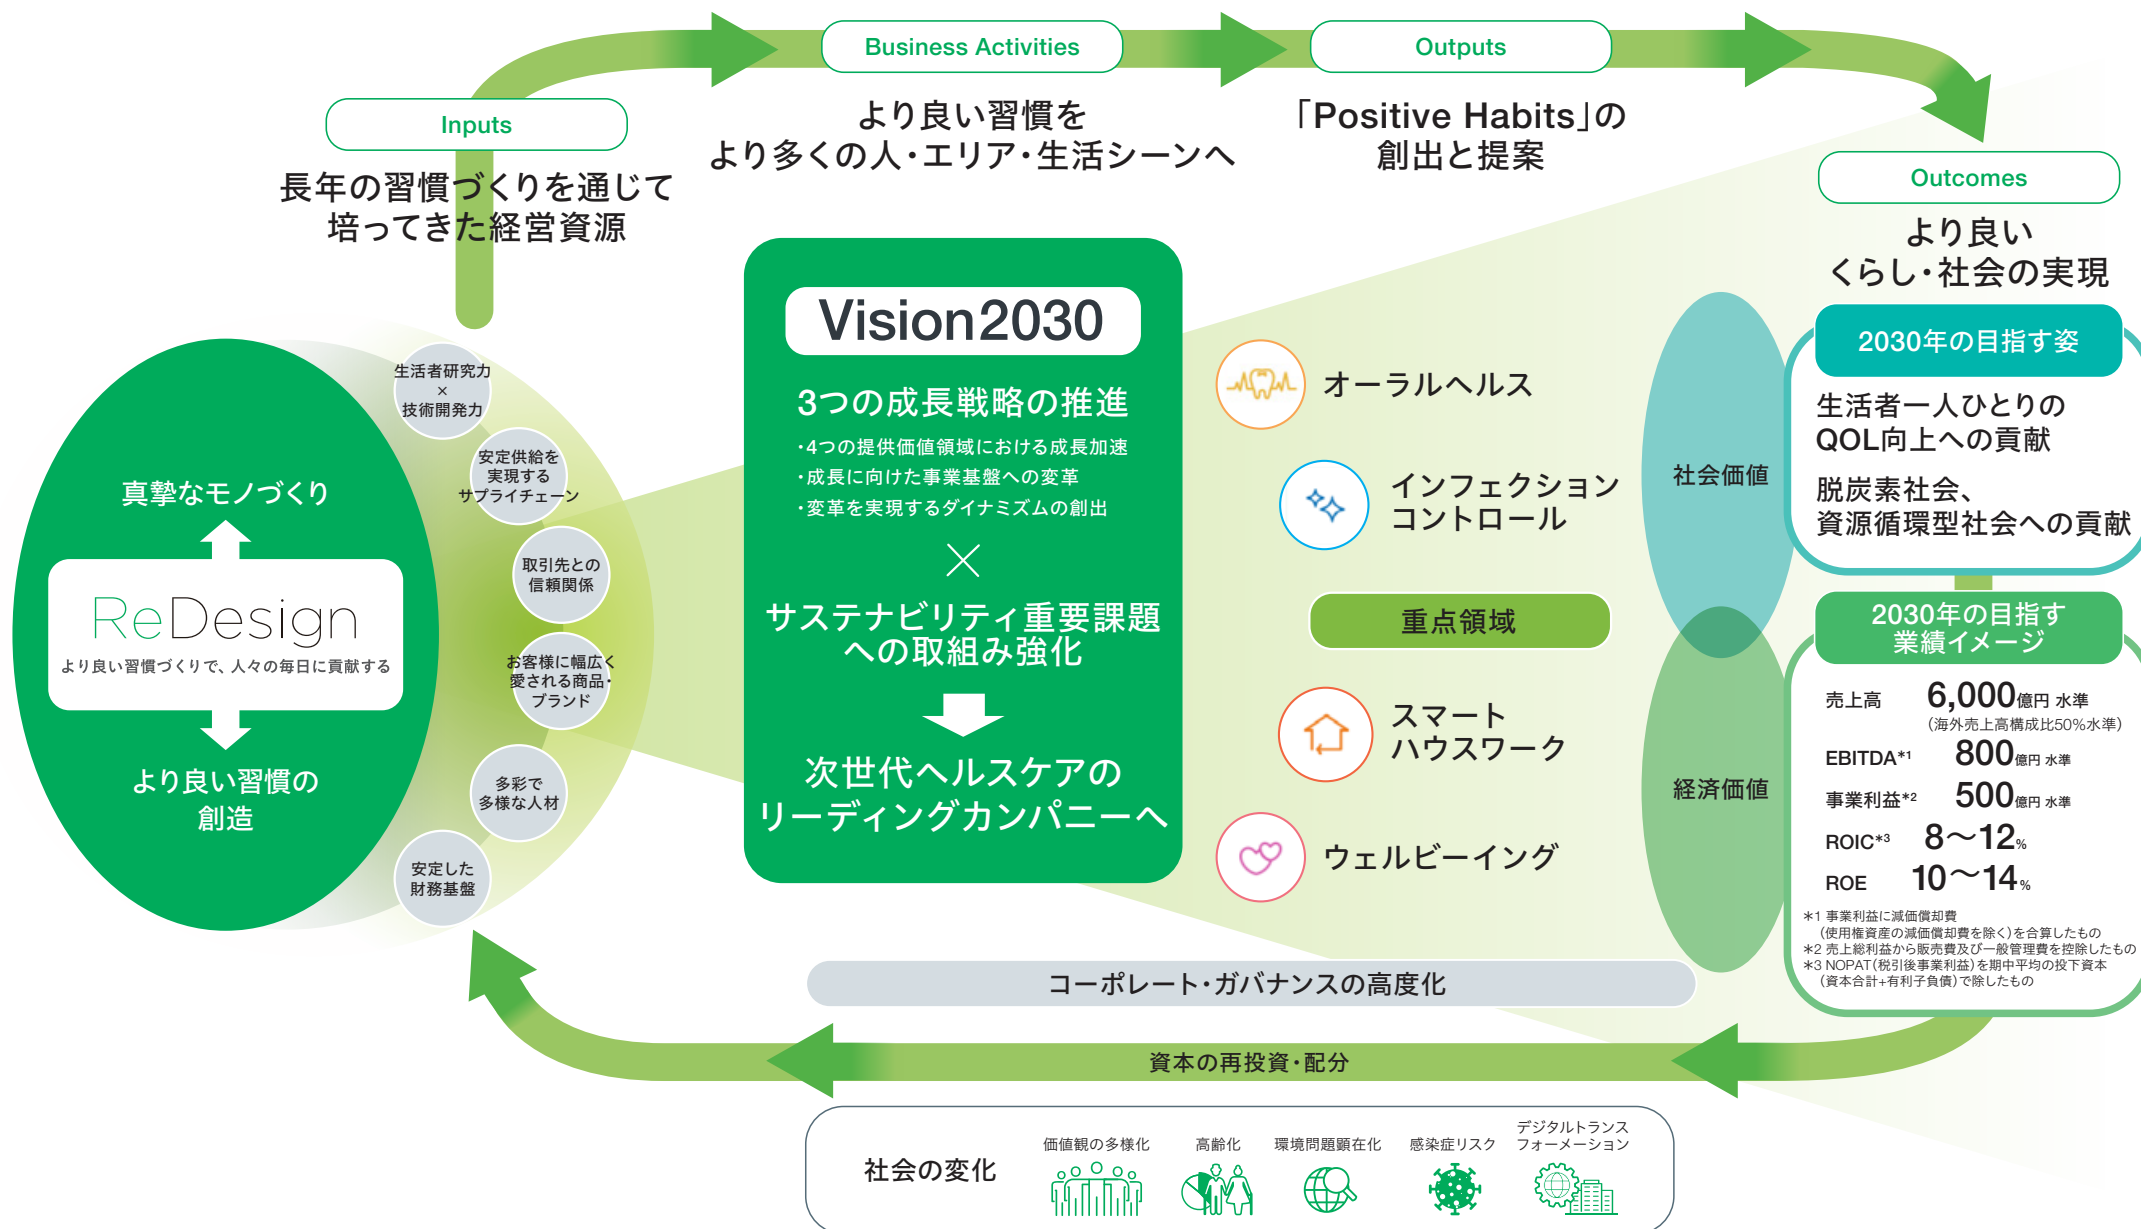 Inputs
長年の習慣づくりを通じて
培ってきた経営資源
Business Activities
より良い習慣を
より多くの人・エリア・生活シーンへ
Outputs
「Positive Habits」の
創出と提案
Outcomes
より良い
くらし・社会の実現
真摯なモノづくり
ReDesign
より良い習慣づくりで、人々の毎日に貢献する
より良い習慣の
創造
生活者研究力
×
技術開発力
安定供給を
実現する
サプライチェーン
取引先との
信頼関係
お客様に幅広く
愛される商品・
ブランド
多彩で
多様な人材
安定した
財務基盤
Vision2030
3つの成長戦略の推進
・4つの提供価値領域における成長加速
・成長に向けた事業基盤への変革
・変革を実現するダイナミズムの創出
×
サステナビリティ重要課題
への取組み強化
次世代ヘルスケアの
リーディングカンパニーへ
オーラルヘルス
インフェクション
コントロール
重点領域
スマート
ハウスワーク
ウェルビーイング
社会価値
経済価値
2030年の目指す姿
生活者一人ひとりの
QOL向上への貢献
脱炭素社会、
資源循環型社会への貢献
2030年の目指す
業績イメージ
売上高 6,000億円 水準
(海外売上高構成比50%水準)
EBITDA*1 800億円 水準
事業利益*2 500億円 水準
ROIC*3 8〜12%
ROE 10〜14%
*1 事業利益に減価償却費
(使用権資産の減価償却費を除く)を合算したもの
*2 売上総利益から販売費及び一般管理費を控除したもの
*3 NOPAT(税引後事業利益)を期中平均の投下資本
(資本合計+有利子負債)で除したもの
コーポレート・ガバナンスの高度化
資本の再投資・配分
社会の変化
価値観の多様化
高齢化
環境問題顕在化
感染症リスク
デジタルトランス
フォーメーション